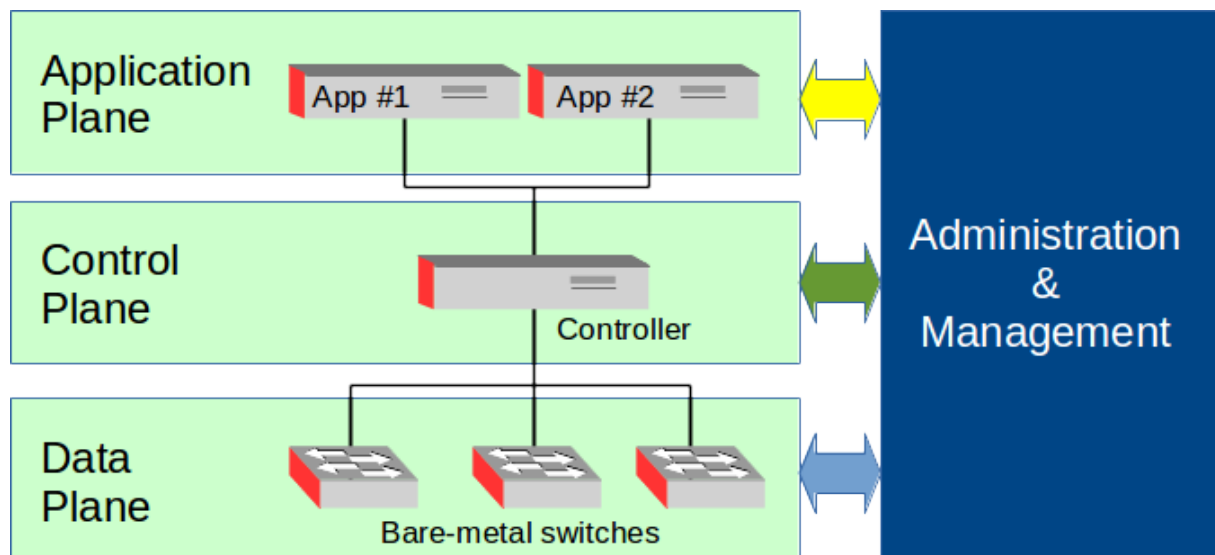 Application
Plane
App #1
App #2
Control
Plane
Controller
Data
Plane
Bare-metal switches
Administration
&
Management